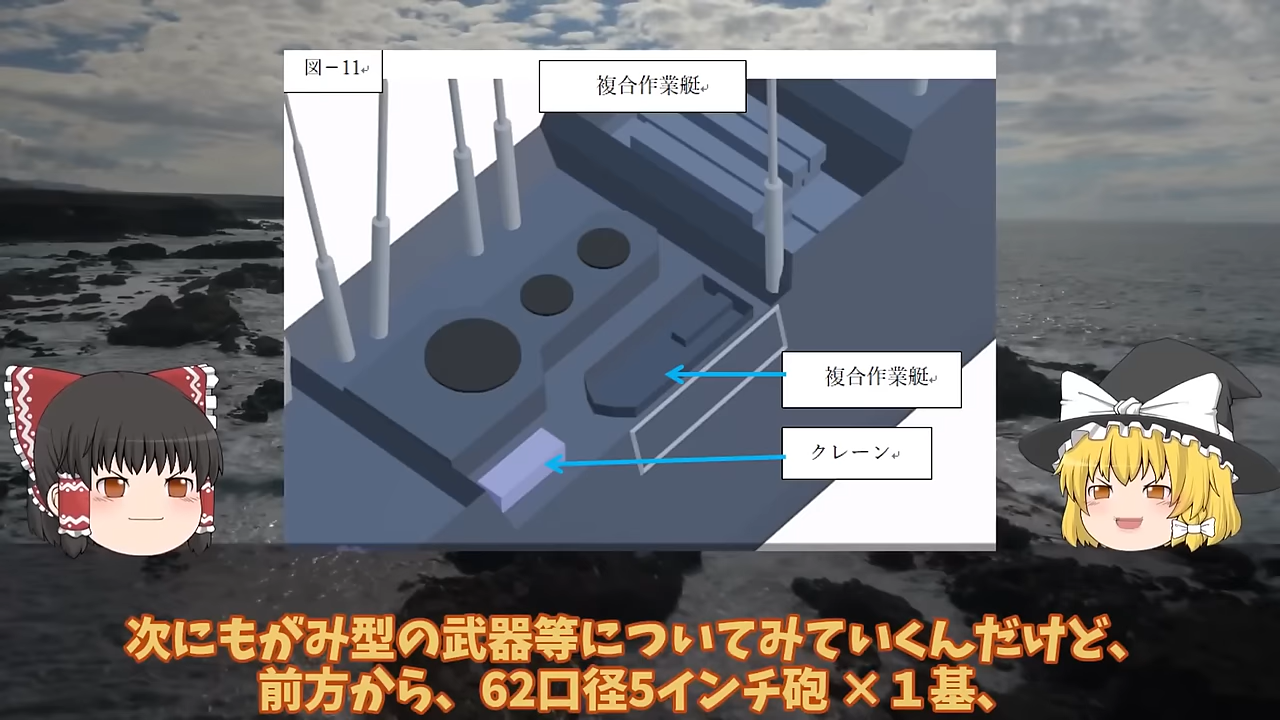 図－11↵
複合作業艇↵
複合作業艇↵
クレーン↵
次にもがみ型の武器等についてみていくんだけど、
前方から、62口径5インチ砲 ×１基、